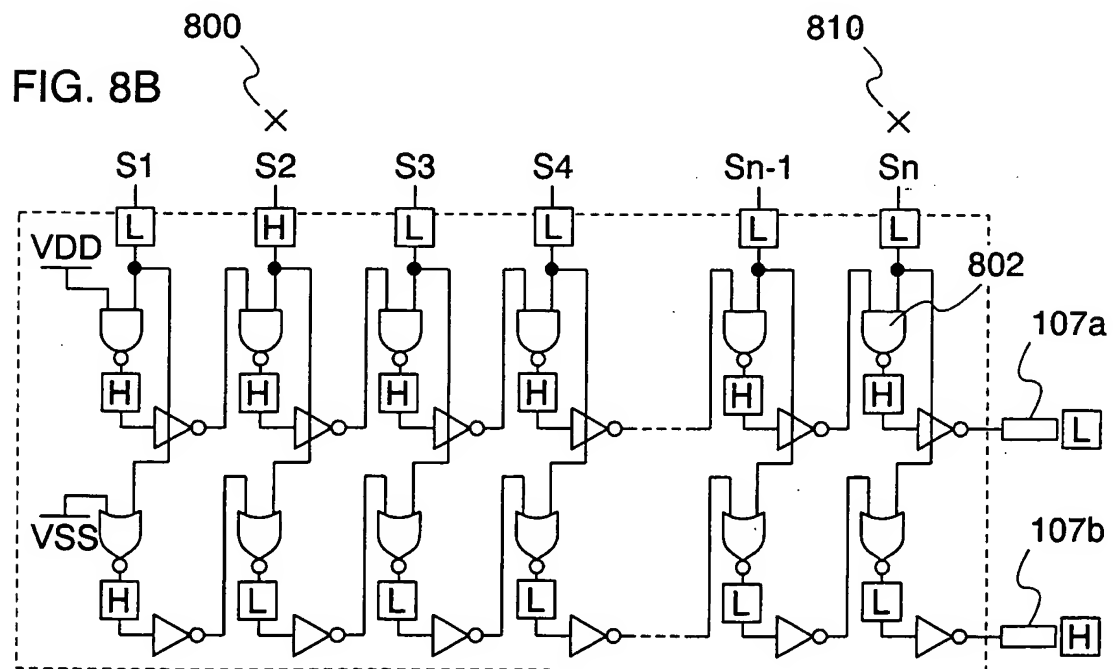 800
810
FIG. 8B
S1 S2 S3 S4 Sn-1 Sn
L H L L L L
VDD
802
107a
H H H H H H
L
VSS
107b
H L L L L L
H